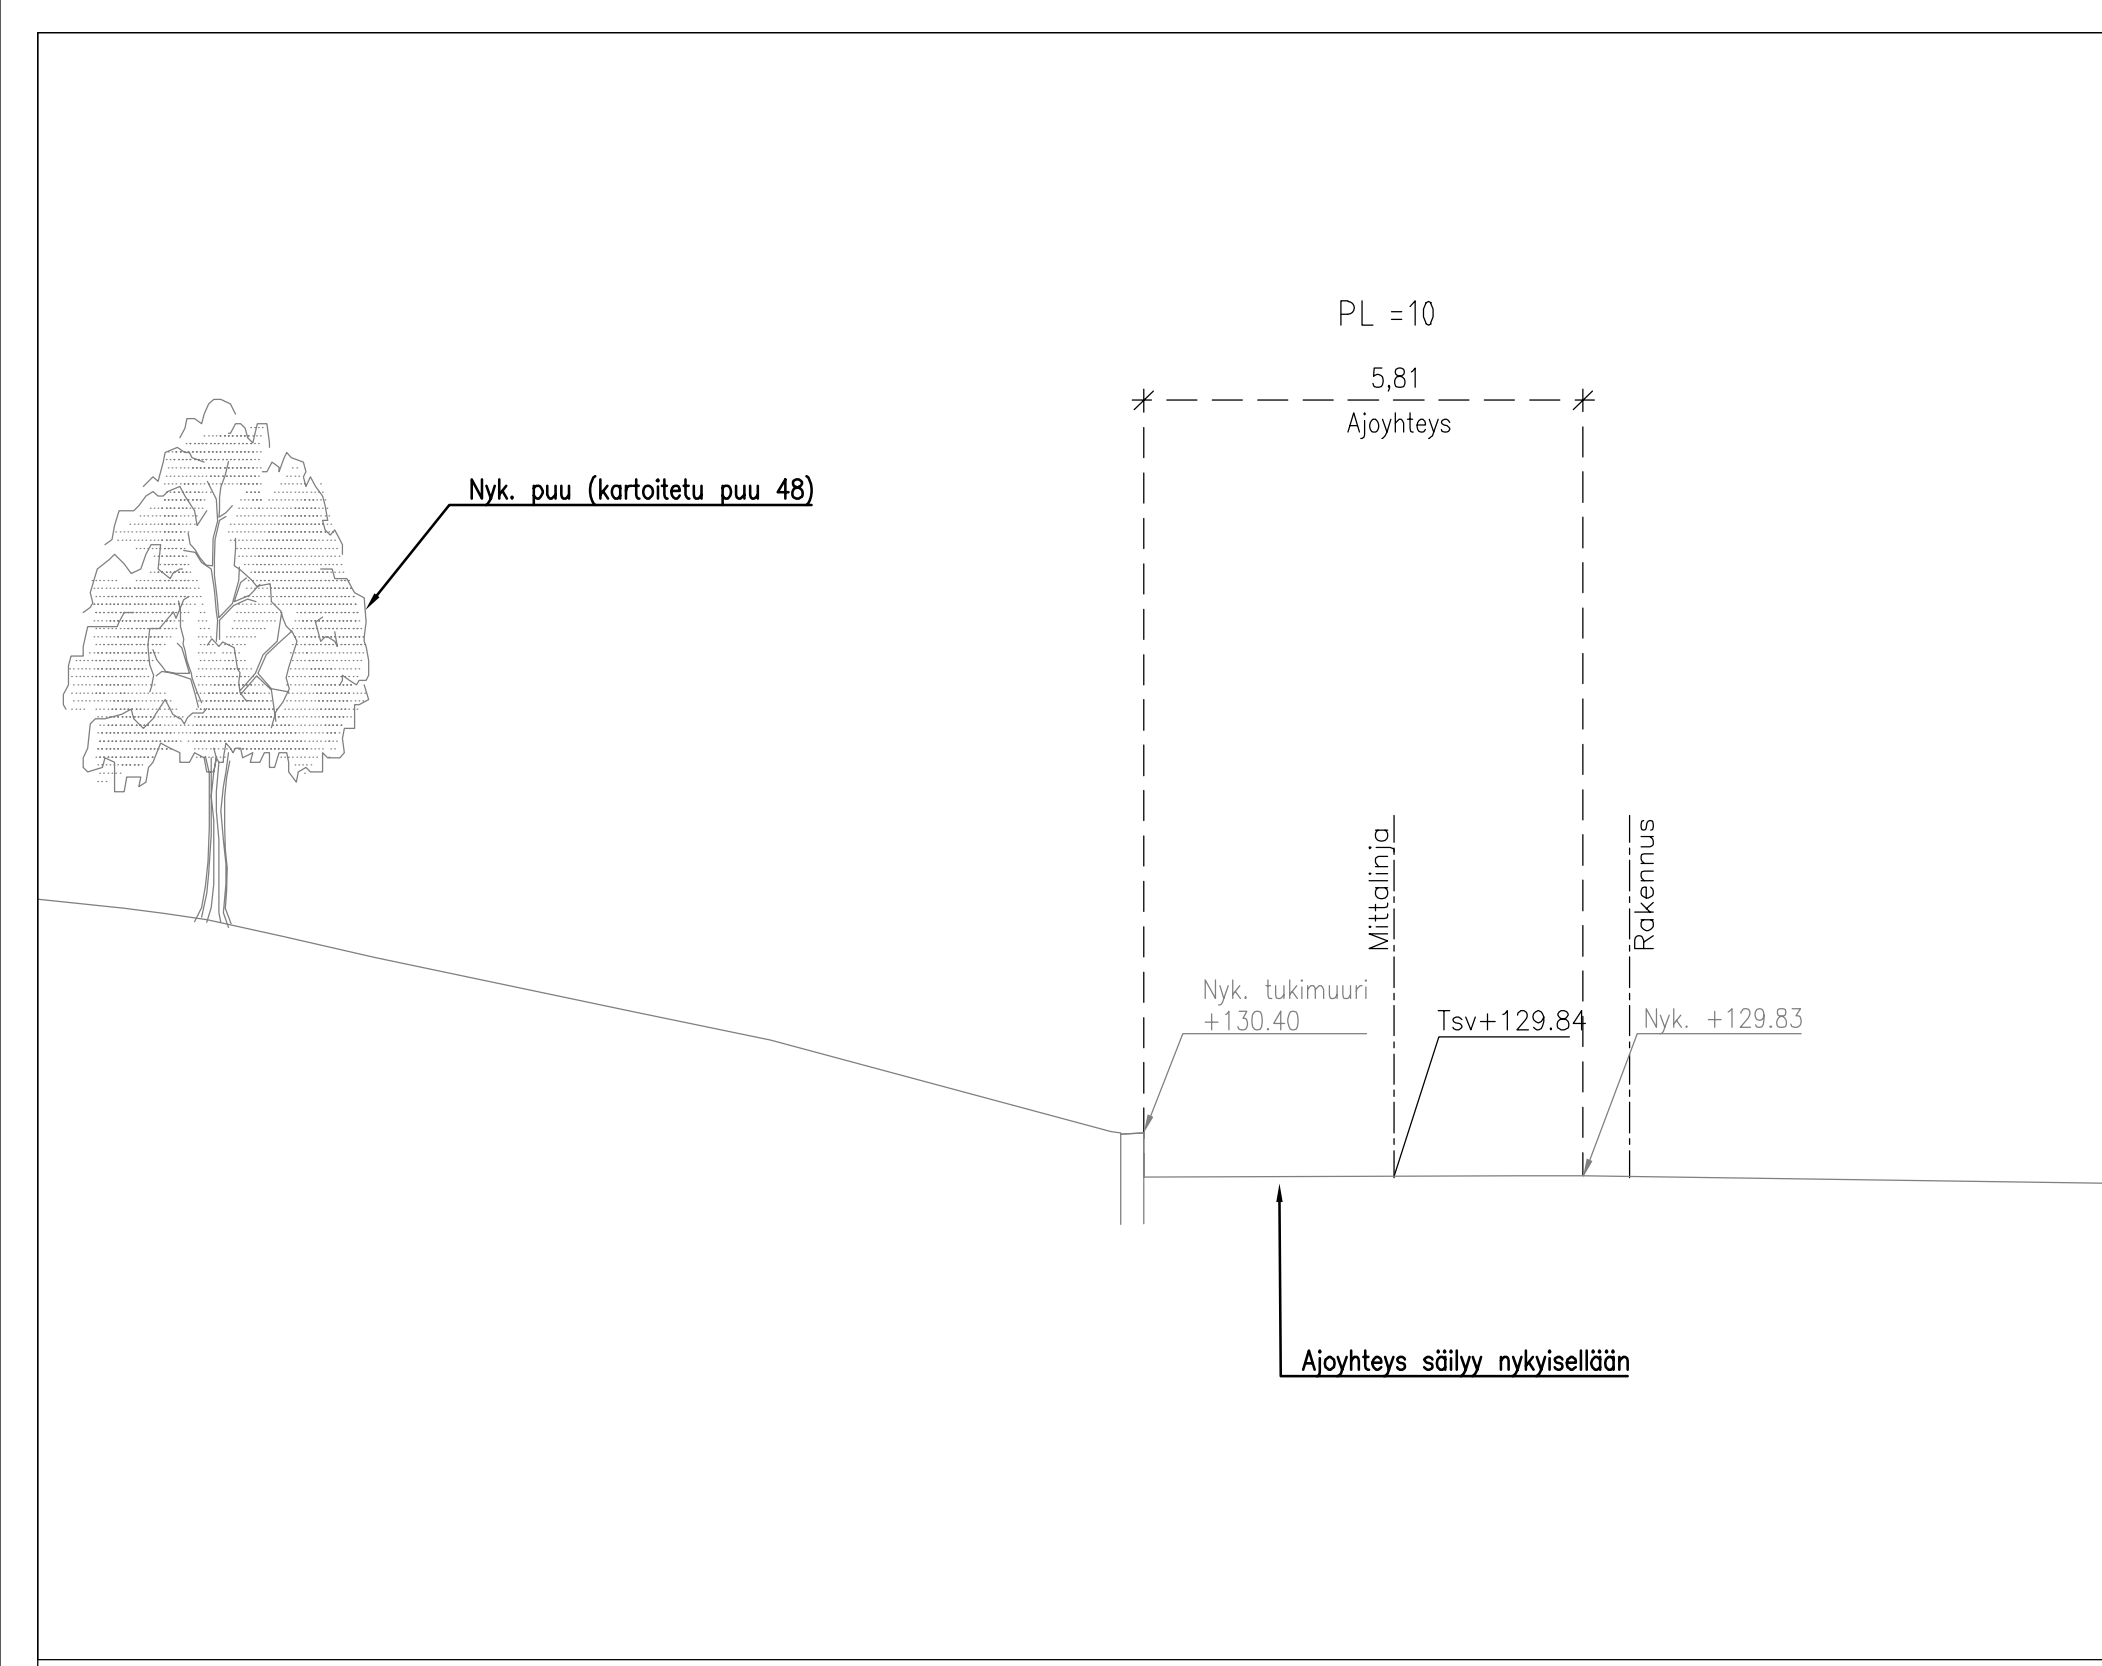 PL =10
5,81
Ajoyhteys
Nyk. puu (kartoitetu puu 48)
Mittalinja
Rakennus
Nyk. tukimuuri
+130.40
Tsv+129.84
Nyk. +129.83
Ajoyhteys säilyy nykyisellään